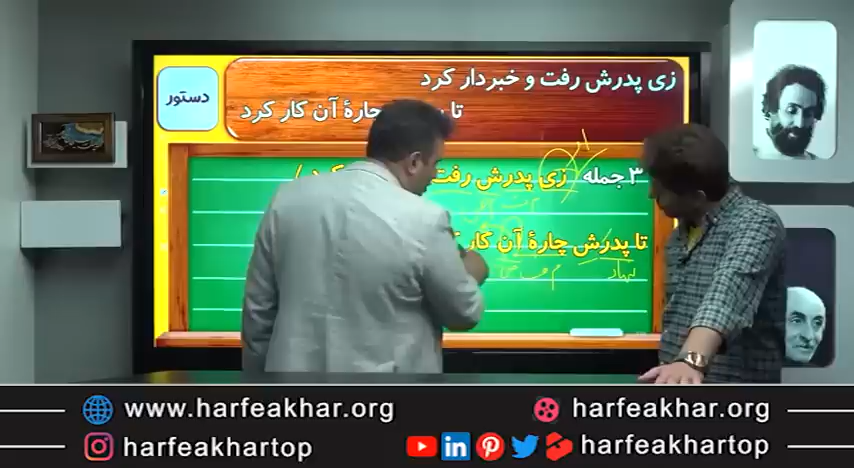 زی پدرش رفت و خبردار کرد
تا چارهٔ آن کار کرد
دستور
۳ جمله زی پدرش رفت
تا پدرش چارهٔ آن کار
نهاد
www.harfeakhar.org
harfeakhar.org
harfeakhartop
harfeakhartop